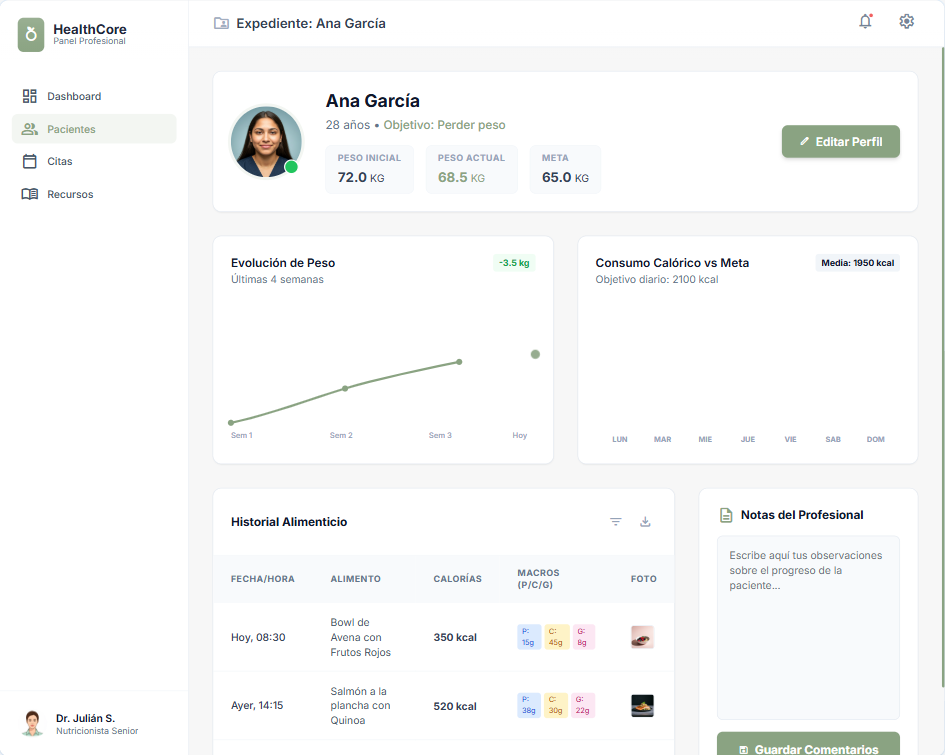 HealthCore
Panel Profesional
Dashboard
Pacientes
Citas
Recursos
Dr. Julián S.
Nutricionista Senior
Expediente: Ana García
Ana García
28 años • Objetivo: Perder peso
PESO INICIAL
72.0 KG
PESO ACTUAL
68.5 KG
META
65.0 KG
Editar Perfil
Evolución de Peso
-3.5 kg
Últimas 4 semanas
Sem 1 Sem 2 Sem 3 Hoy
Consumo Calórico vs Meta
Media: 1950 kcal
Objetivo diario: 2100 kcal
LUN MAR MIE JUE VIE SAB DOM
Historial Alimenticio
FECHA/HORA ALIMENTO CALORÍAS MACROS (P/C/G) FOTO
Hoy, 08:30
Bowl de
Avena con
Frutos Rojos
350 kcal
P: 15g
C: 45g
G: 8g
Ayer, 14:15
Salmón a la
plancha con
Quinoa
520 kcal
P: 38g
C: 30g
G: 22g
Notas del Profesional
Escribe aquí tus observaciones
sobre el progreso de la
paciente...
Guardar Comentarios